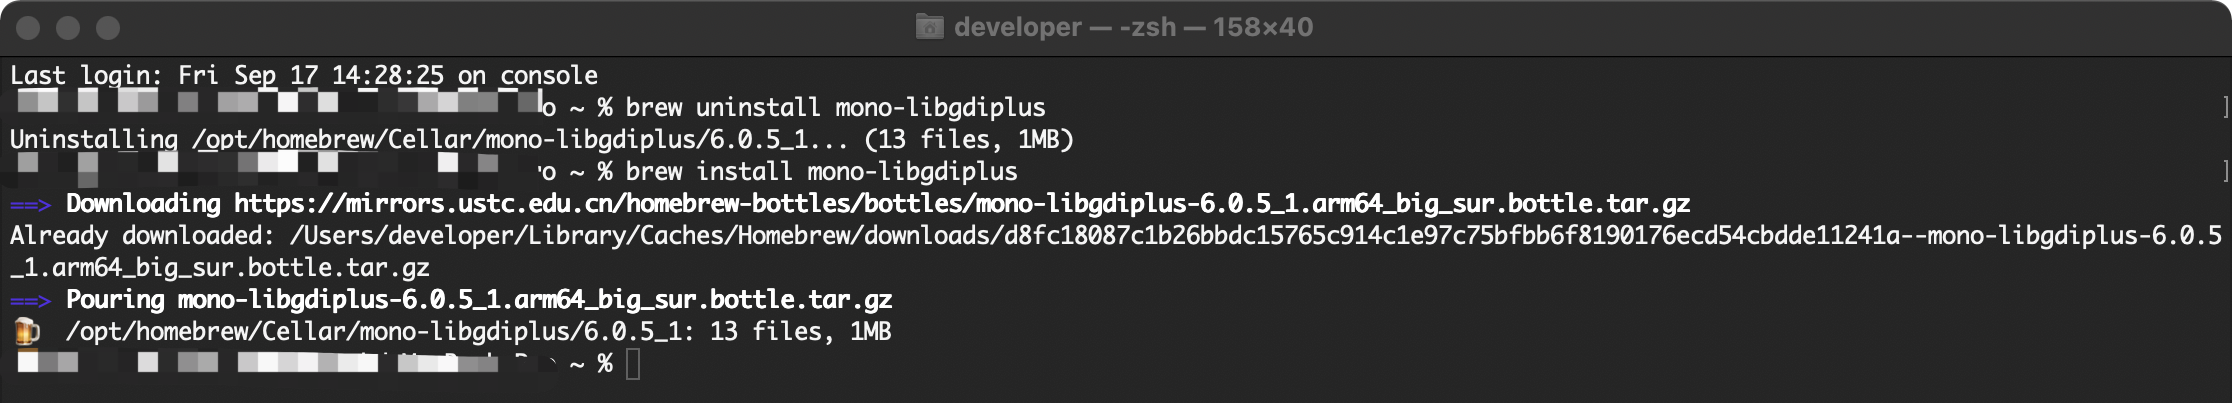 developer — -zsh — 158×40
Last login: Fri Sep 17 14:28:25 on console
o ~ % brew uninstall mono-libgdiplus
Uninstalling /opt/homebrew/Cellar/mono-libgdiplus/6.0.5_1... (13 files, 1MB)
o ~ % brew install mono-libgdiplus
==> Downloading https://mirrors.ustc.edu.cn/homebrew-bottles/bottles/mono-libgdiplus-6.0.5_1.arm64_big_sur.bottle.tar.gz
Already downloaded: /Users/developer/Library/Caches/Homebrew/downloads/d8fc18087c1b26bbdc15765c914c1e97c75bfbb6f8190176ecd54cbdde11241a--mono-libgdiplus-6.0.5
_1.arm64_big_sur.bottle.tar.gz
==> Pouring mono-libgdiplus-6.0.5_1.arm64_big_sur.bottle.tar.gz
🍺 /opt/homebrew/Cellar/mono-libgdiplus/6.0.5_1: 13 files, 1MB
~ %